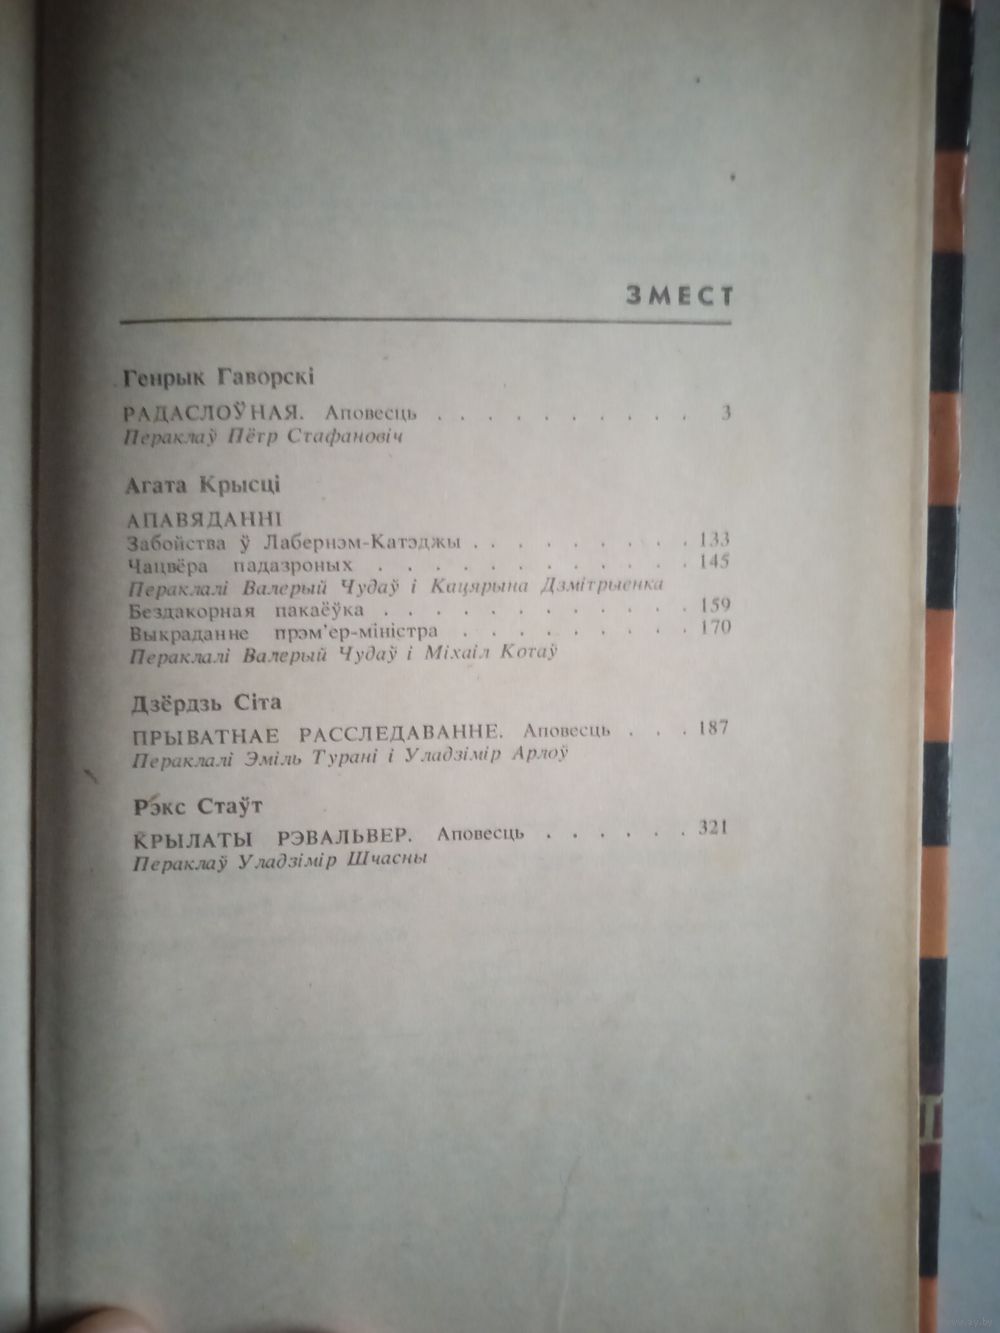 ЗМЕСТ
Генрык Гаворскі
РАДАСЛОЎНАЯ. Аповесць . . . . . . . . . . 3
Пераклаў Пётр Стафановіч
Агата Крысці
АПАВЯДАННІ
Забойства ў Лабернэм-Катэджы . . . . . . . . . 133
Чацвёра падазроных . . . . . . . . . . . . 145
Пераклалі Валерый Чудаў і Кацярына Дзмітрыенка
Бездакорная пакаёўка . . . . . . . . . . . . 159
Выкраданне прэм'ер-міністра . . . . . . . . . 170
Пераклалі Валерый Чудаў і Міхаіл Котаў
Дзёрдзь Сіта
ПРЫВАТНАЕ РАССЛЕДАВАННЕ. Аповесць . . . 187
Пераклалі Эміль Турані і Уладзімір Арлоў
Рэкс Стаўт
КРЫЛАТЫ РЭВАЛЬВЕР. Аповесць . . . . . . 321
Пераклаў Уладзімір Шчасны
www.ay.by